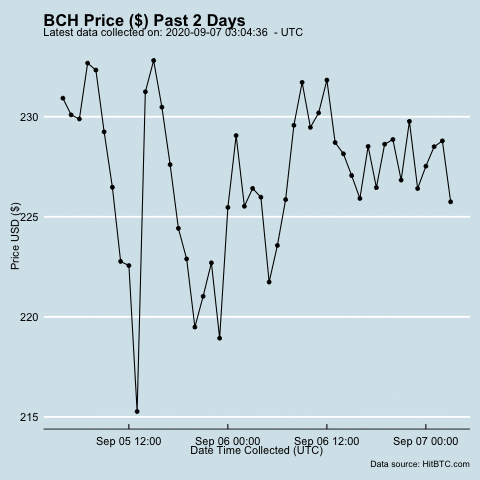 BCH Price ($) Past 2 Days
Latest data collected on: 2020-09-07 03:04:36 - UTC
230
225
220
215
Price USD ($)
Sep 05 12:00 Sep 06 00:00 Sep 06 12:00 Sep 07 00:00
Date Time Collected (UTC)
Data source: HitBTC.com